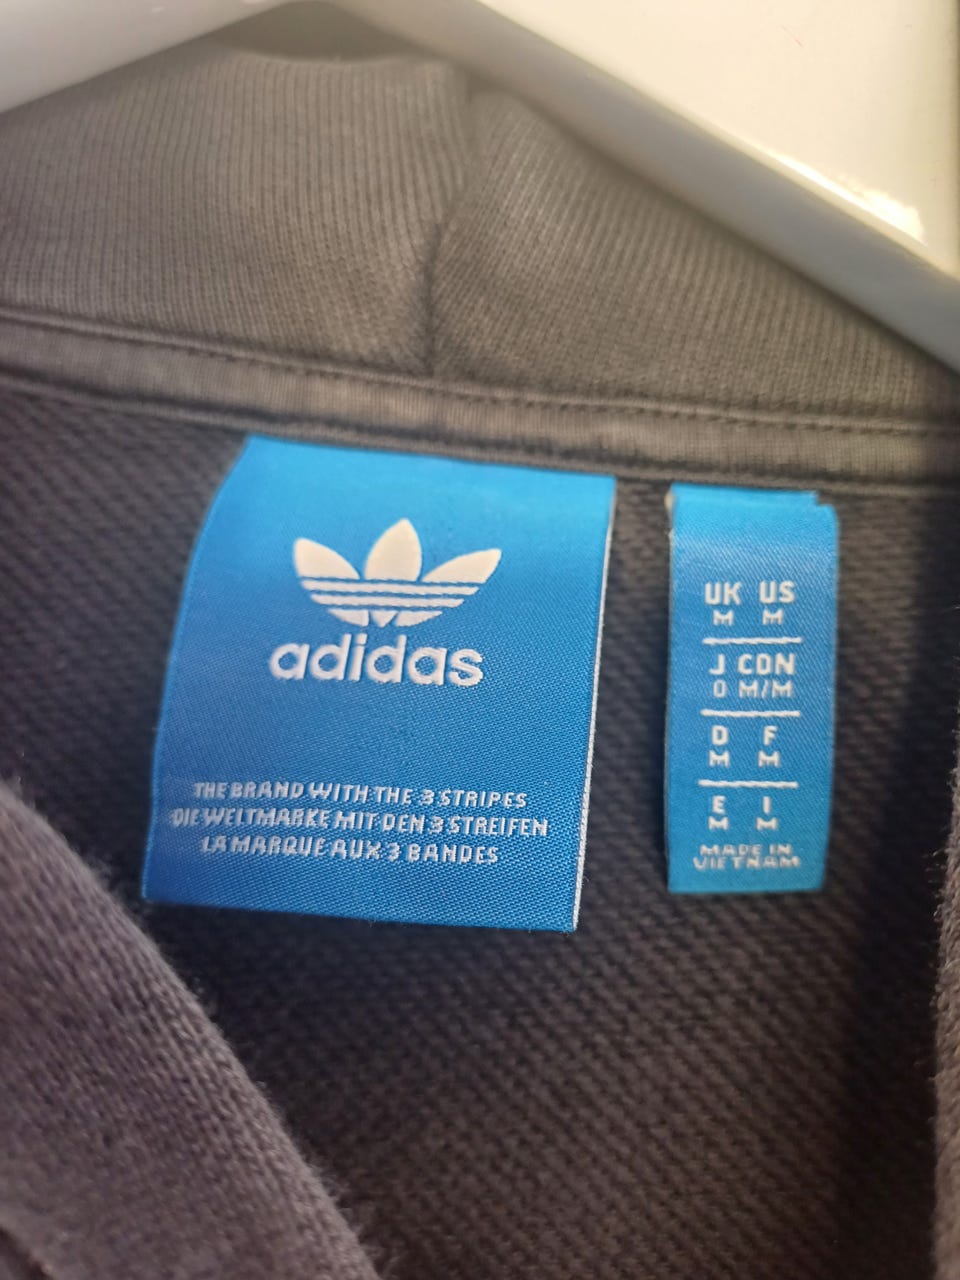 adidas
THE BRAND WITH THE 3 STRIPES
DIE WELTMARKE MIT DEN 3 STREIFEN
LA MARQUE AUX 3 BANDES
UK US
M M
J CDN
O M/M
D F
M M
E I
M M
MADE IN
VIETNAM